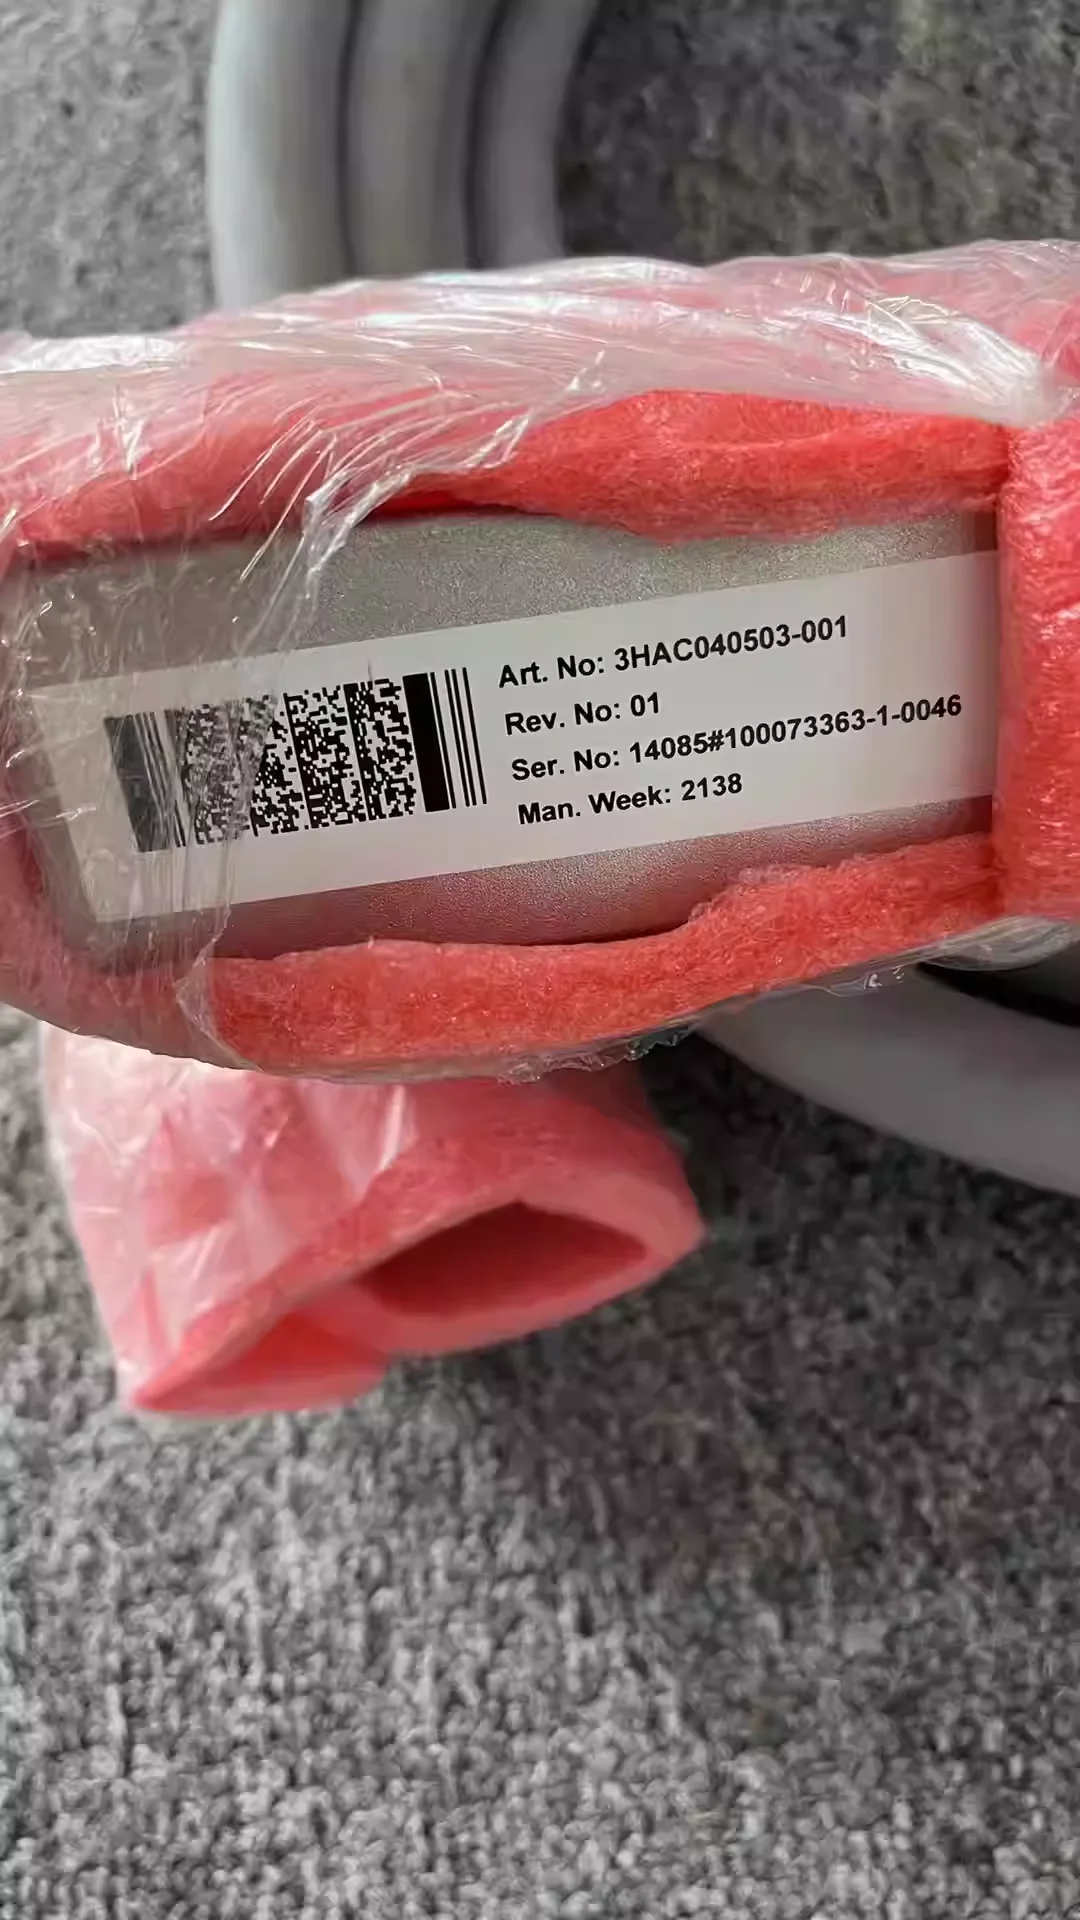 Art. No: 3HAC040503-001
Rev. No: 01
Ser. No: 14085#100073363-1-0046
Man. Week: 2138